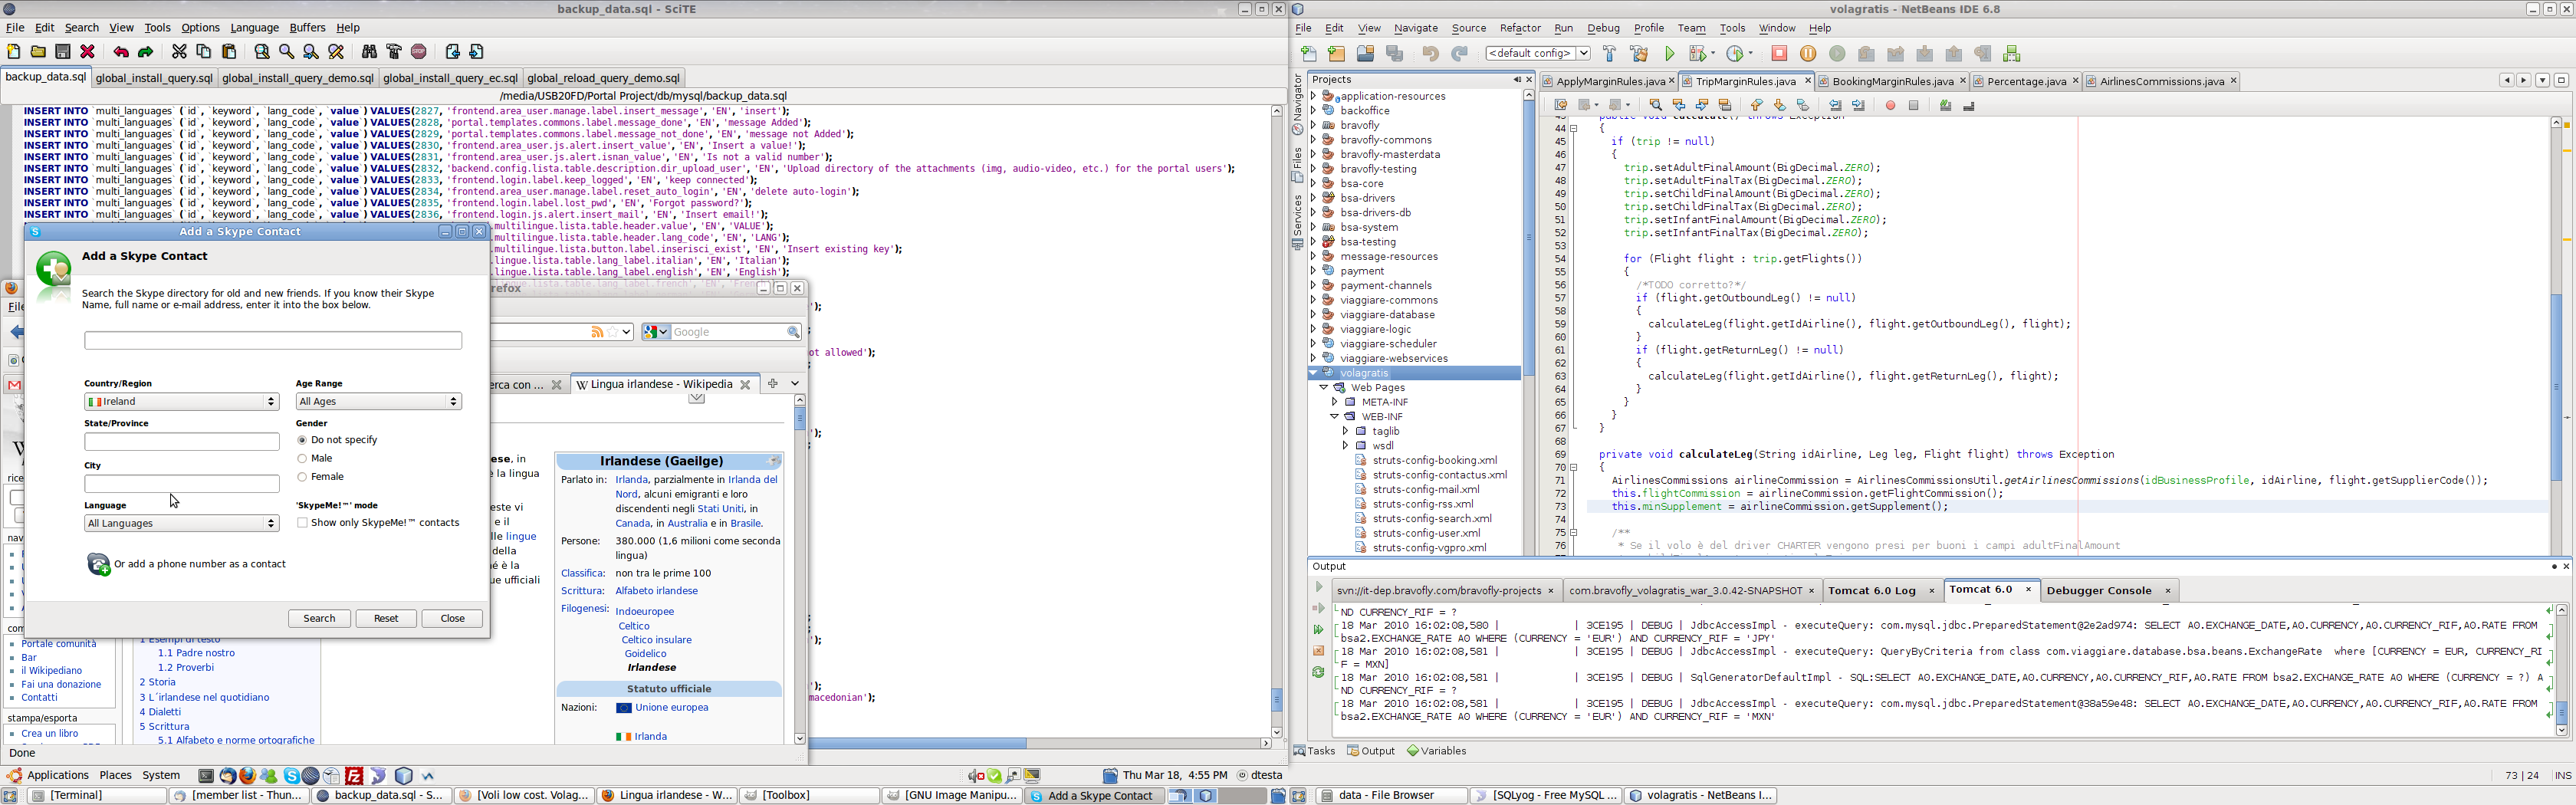 backup_data.sql - SciTE
File Edit Search View Tools Options Language Buffers Help
backup_data.sql global_install_query.sql global_install_query_demo.sql global_install_query_ec.sql global_reload_query_demo.sql
/media/USB20FD/Portal Project/db/mysql/backup_data.sql
INSERT INTO `multi_languages` (`id`, `keyword`, `lang_code`, `value`) VALUES(2827, 'frontend.area_user.manage.label.insert_message', 'EN', 'insert');
INSERT INTO `multi_languages` (`id`, `keyword`, `lang_code`, `value`) VALUES(2828, 'portal.templates.commons.label.message_done', 'EN', 'message Added');
INSERT INTO `multi_languages` (`id`, `keyword`, `lang_code`, `value`) VALUES(2829, 'portal.templates.commons.label.message_not_done', 'EN', 'message not Added');
INSERT INTO `multi_languages` (`id`, `keyword`, `lang_code`, `value`) VALUES(2830, 'frontend.area_user.js.alert.insert_value', 'EN', 'Insert a value!');
INSERT INTO `multi_languages` (`id`, `keyword`, `lang_code`, `value`) VALUES(2831, 'frontend.area_user.js.alert.isnan_value', 'EN', 'Is not a valid number');
INSERT INTO `multi_languages` (`id`, `keyword`, `lang_code`, `value`) VALUES(2832, 'backend.config.lista.table.description.dir_upload_user', 'EN', 'Upload directory of the attachments (img, audio-video, etc.) for the portal users');
INSERT INTO `multi_languages` (`id`, `keyword`, `lang_code`, `value`) VALUES(2833, 'frontend.login.label.keep_logged', 'EN', 'keep connected');
INSERT INTO `multi_languages` (`id`, `keyword`, `lang_code`, `value`) VALUES(2834, 'frontend.area_user.manage.label.reset_auto_login', 'EN', 'delete auto-login');
INSERT INTO `multi_languages` (`id`, `keyword`, `lang_code`, `value`) VALUES(2835, 'frontend.login.label.lost_pwd', 'EN', 'Forgot password?');
INSERT INTO `multi_languages` (`id`, `keyword`, `lang_code`, `value`) VALUES(2836, 'frontend.login.js.alert.insert_mail', 'EN', 'Insert email!');
multilingue.lista.table.header.value', 'EN', 'VALUE');
multilingue.lista.table.header.lang_code', 'EN', 'LANG');
multilingue.lista.button.label.inserisci_exist', 'EN', 'Insert existing key');
lingue.lista.table.lang_label.italian', 'EN', 'Italian');
lingue.lista.table.lang_label.english', 'EN', 'English');
ot allowed');
macedonian');
Add a Skype Contact
Add a Skype Contact
Search the Skype directory for old and new friends. If you know their Skype
Name, full name or e-mail address, enter it into the box below.
Country/Region
Age Range
Ireland
All Ages
State/Province
Gender
Do not specify
Male
Female
City
Language
'SkypeMe!™' mode
All Languages
Show only SkypeMe!™ contacts
Or add a phone number as a contact
Search Reset Close
refox
Google
erca con ...
Lingua irlandese - Wikipedia
ese, in
la lingua
este vi
e il
lle lingue
della
é è la
ue ufficiali
Irlandese (Gaeilge)
Parlato in: Irlanda, parzialmente in Irlanda del
Nord, alcuni emigranti e loro
discendenti negli Stati Uniti, in
Canada, in Australia e in Brasile.
Persone: 380.000 (1,6 milioni come seconda
lingua)
Classifica: non tra le prime 100
Scrittura: Alfabeto irlandese
Filogenesi: Indoeuropee
Celtico
Celtico insulare
Goidelico
Irlandese
Statuto ufficiale
Nazioni: Unione europea
Irlanda
Portale comunità
Bar
il Wikipediano
Fai una donazione
Contatti
stampa/esporta
Crea un libro
1 Esempi di testo
1.1 Padre nostro
1.2 Proverbi
2 Storia
3 L´irlandese nel quotidiano
4 Dialetti
5 Scrittura
5.1 Alfabeto e norme ortografiche
Done
Applications Places System
Thu Mar 18, 4:55 PM dtesta
[Terminal] [member list - Thun... backup_data.sql - S... [Voli low cost. Volag... Lingua irlandese - W... [Toolbox] [GNU Image Manipu... Add a Skype Contact
volagratis - NetBeans IDE 6.8
File Edit View Navigate Source Refactor Run Debug Profile Team Tools Window Help
<default config>
Navigator
Files
Services
Projects
application-resources
backoffice
bravofly
bravofly-commons
bravofly-masterdata
bravofly-testing
bsa-core
bsa-drivers
bsa-drivers-db
bsa-system
bsa-testing
message-resources
payment
payment-channels
viaggiare-commons
viaggiare-database
viaggiare-logic
viaggiare-scheduler
viaggiare-webservices
volagratis
Web Pages
META-INF
WEB-INF
taglib
wsdl
struts-config-booking.xml
struts-config-contactus.xml
struts-config-mail.xml
struts-config-rss.xml
struts-config-search.xml
struts-config-user.xml
struts-config-vgpro.xml
ApplyMarginRules.java TripMarginRules.java BookingMarginRules.java Percentage.java AirlinesCommissions.java
43 public void calculate() throws Exception
44 {
45 if (trip != null)
46 {
47 trip.setAdultFinalAmount(BigDecimal.ZERO);
48 trip.setAdultFinalTax(BigDecimal.ZERO);
49 trip.setChildFinalAmount(BigDecimal.ZERO);
50 trip.setChildFinalTax(BigDecimal.ZERO);
51 trip.setInfantFinalAmount(BigDecimal.ZERO);
52 trip.setInfantFinalTax(BigDecimal.ZERO);
53
54 for (Flight flight : trip.getFlights())
55 {
56 /*TODO corretto?*/
57 if (flight.getOutboundLeg() != null)
58 {
59 calculateLeg(flight.getIdAirline(), flight.getOutboundLeg(), flight);
60 }
61 if (flight.getReturnLeg() != null)
62 {
63 calculateLeg(flight.getIdAirline(), flight.getReturnLeg(), flight);
64 }
65 }
66 }
67 }
68
69 private void calculateLeg(String idAirline, Leg leg, Flight flight) throws Exception
70 {
71 AirlinesCommissions airlineCommission = AirlinesCommissionsUtil.getAirlinesCommissions(idBusinessProfile, idAirline, flight.getSupplierCode());
72 this.flightCommission = airlineCommission.getFlightCommission();
73 this.minSupplement = airlineCommission.getSupplement();
74
75 /**
76 * Se il volo è del driver CHARTER vengono presi per buoni i campi adultFinalAmount
Output
svn://it-dep.bravofly.com/bravofly-projects com.bravofly_volagratis_war_3.0.42-SNAPSHOT Tomcat 6.0 Log Tomcat 6.0 Debugger Console
ND CURRENCY_RIF = ?
18 Mar 2010 16:02:08,580 | | 3CE195 | DEBUG | JdbcAccessImpl - executeQuery: com.mysql.jdbc.PreparedStatement@2e2ad974: SELECT A0.EXCHANGE_DATE,A0.CURRENCY,A0.CURRENCY_RIF,A0.RATE FROM
bsa2.EXCHANGE_RATE A0 WHERE (CURRENCY = 'EUR') AND CURRENCY_RIF = 'JPY'
18 Mar 2010 16:02:08,581 | | 3CE195 | DEBUG | JdbcAccessImpl - executeQuery: QueryByCriteria from class com.viaggiare.database.bsa.beans.ExchangeRate where [CURRENCY = EUR, CURRENCY_RI
F = MXN]
18 Mar 2010 16:02:08,581 | | 3CE195 | DEBUG | SqlGeneratorDefaultImpl - SQL:SELECT A0.EXCHANGE_DATE,A0.CURRENCY,A0.CURRENCY_RIF,A0.RATE FROM bsa2.EXCHANGE_RATE A0 WHERE (CURRENCY = ?) A
ND CURRENCY_RIF = ?
18 Mar 2010 16:02:08,581 | | 3CE195 | DEBUG | JdbcAccessImpl - executeQuery: com.mysql.jdbc.PreparedStatement@38a59e48: SELECT A0.EXCHANGE_DATE,A0.CURRENCY,A0.CURRENCY_RIF,A0.RATE FROM
bsa2.EXCHANGE_RATE A0 WHERE (CURRENCY = 'EUR') AND CURRENCY_RIF = 'MXN'
Tasks Output Variables
73 | 24 INS
data - File Browser [SQLyog - Free MySQL ... volagratis - NetBeans I...